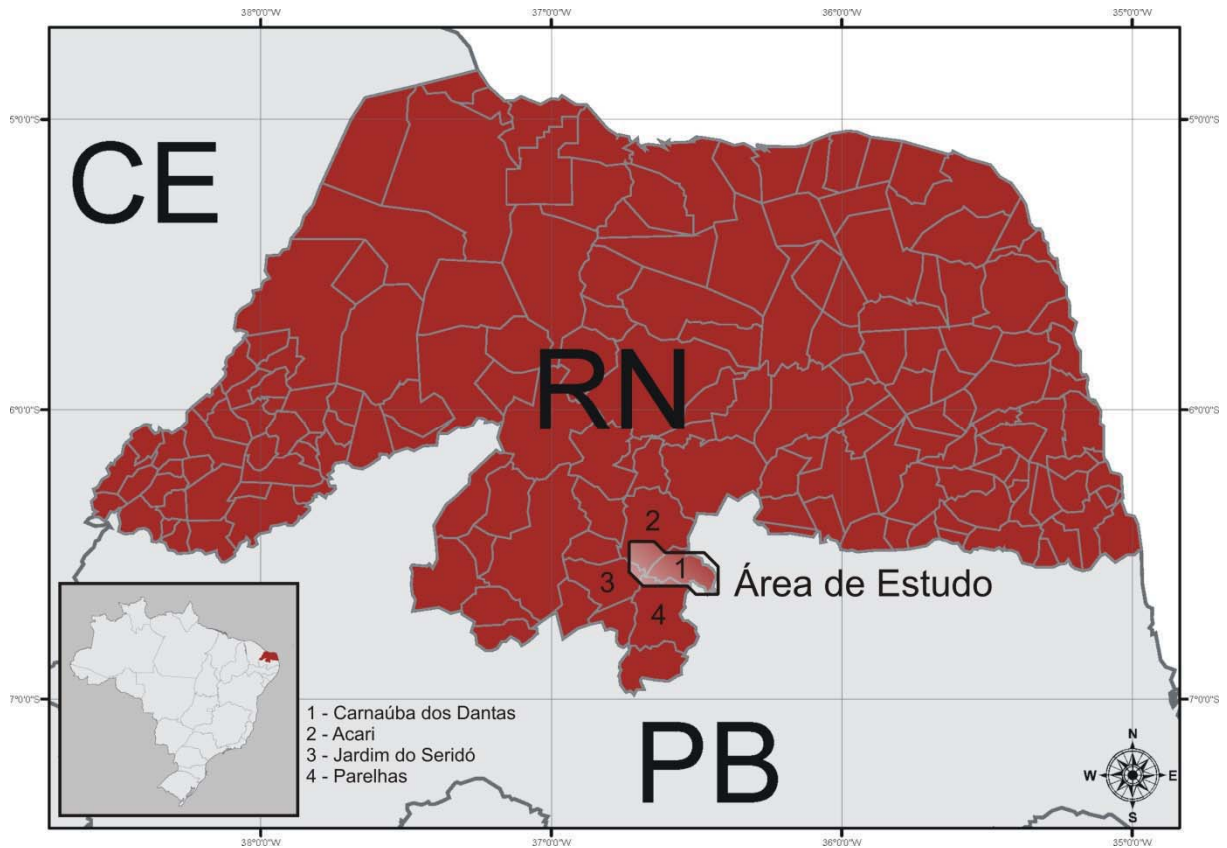 38°0'0"W 37°0'0"W 36°0'0"W 35°0'0"W
5°0'0"S 5°0'0"S
CE
RN
6°0'0"S 6°0'0"S
2
1
3
Área de Estudo
4
7°0'0"S 7°0'0"S
1 - Carnaúba dos Dantas
2 - Acari
3 - Jardim do Seridó
4 - Parelhas
PB
N
W E
S
38°0'0"W 37°0'0"W 36°0'0"W 35°0'0"W